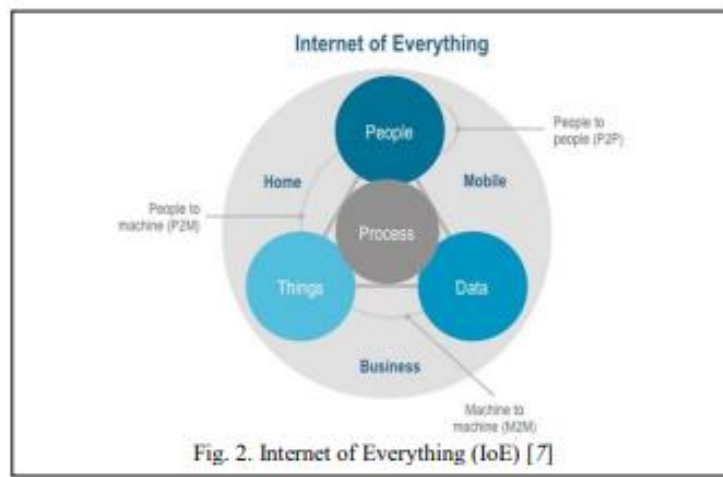 Internet of Everything
People
People to
people (P2P)
Home
Mobile
People to
machine (P2M)
Process
Things
Data
Business
Machine to
machine (M2M)
Fig. 2. Internet of Everything (IoE) [7]